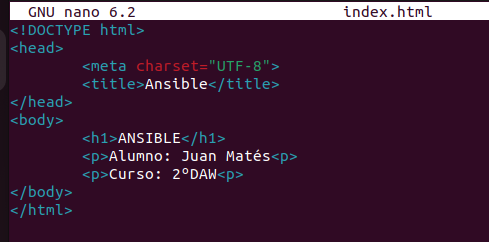 GNU nano 6.2 index.html
<!DOCTYPE html>
<head>
<meta charset="UTF-8">
<title>Ansible</title>
</head>
<body>
<h1>ANSIBLE</h1>
<p>Alumno: Juan Matés<p>
<p>Curso: 2ºDAW<p>
</body>
</html>